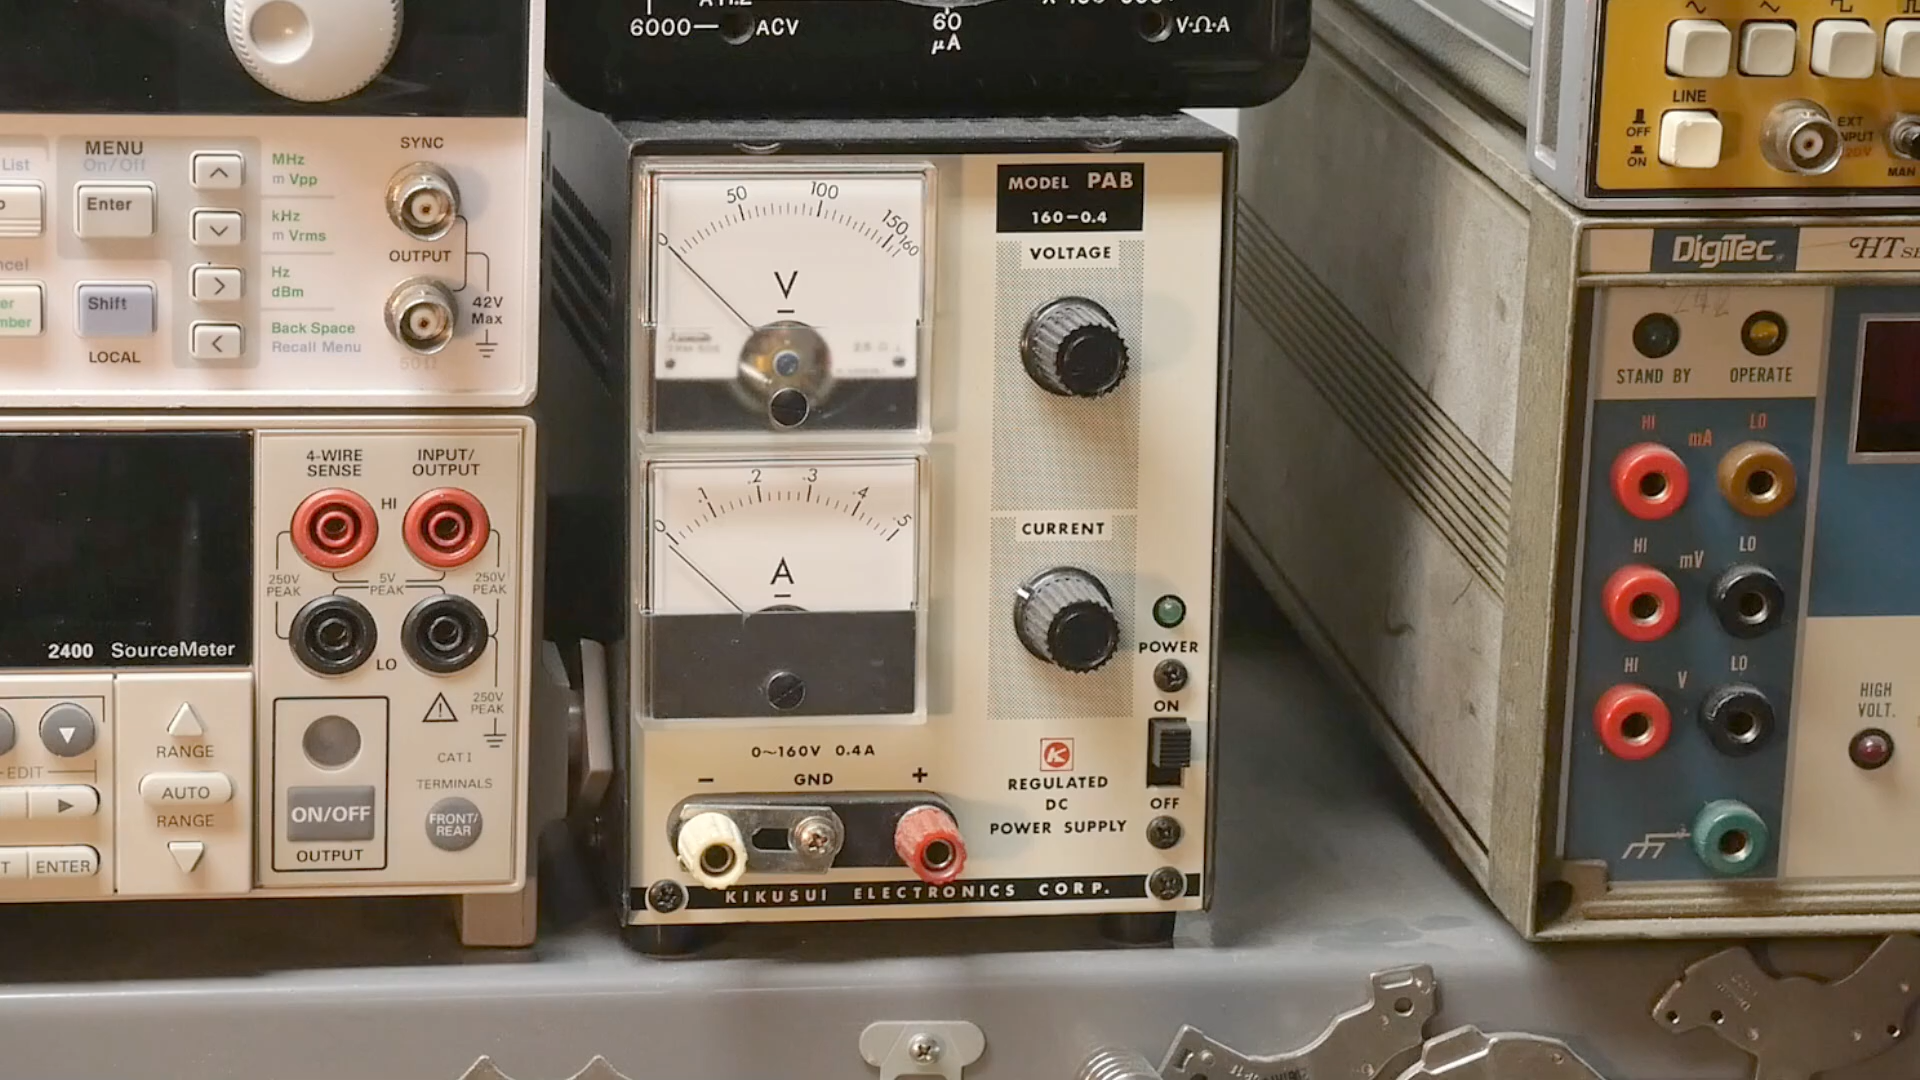 6000
ACV
60
μA
V·Ω·A
List
MENU
On/Off
Enter
Shift
LOCAL
MHz
m Vpp
kHz
m Vrms
Hz
dBm
Back Space
Recall Menu
SYNC
OUTPUT
42V
Max
50Ω
4-WIRE
SENSE
INPUT/
OUTPUT
HI
250V
PEAK
5V
PEAK
250V
PEAK
LO
250V
PEAK
CAT I
TERMINALS
FRONT/
REAR
2400 SourceMeter
EDIT
RANGE
AUTO
RANGE
ENTER
ON/OFF
OUTPUT
0 50 100 150 160
V
0 .1 .2 .3 .4 .5
A
MODEL PAB
160-0.4
VOLTAGE
CURRENT
POWER
ON
OFF
0~160V 0.4A
- GND +
K
REGULATED
DC
POWER SUPPLY
KIKUSUI ELECTRONICS CORP.
LINE
OFF
ON
EXT
MAN
DigiTec
HT
STAND BY
OPERATE
HI mA LO
HI mV LO
HI V LO
HIGH
VOLT.